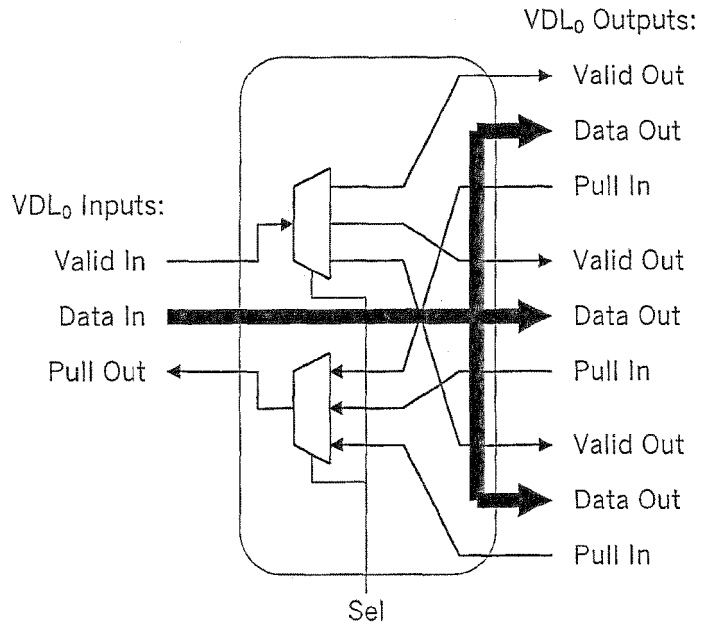 VDL₀ Outputs:
Valid Out
Data Out
Pull In
VDL₀ Inputs:
Valid In
Valid Out
Data In
Data Out
Pull Out
Pull In
Valid Out
Data Out
Pull In
Sel